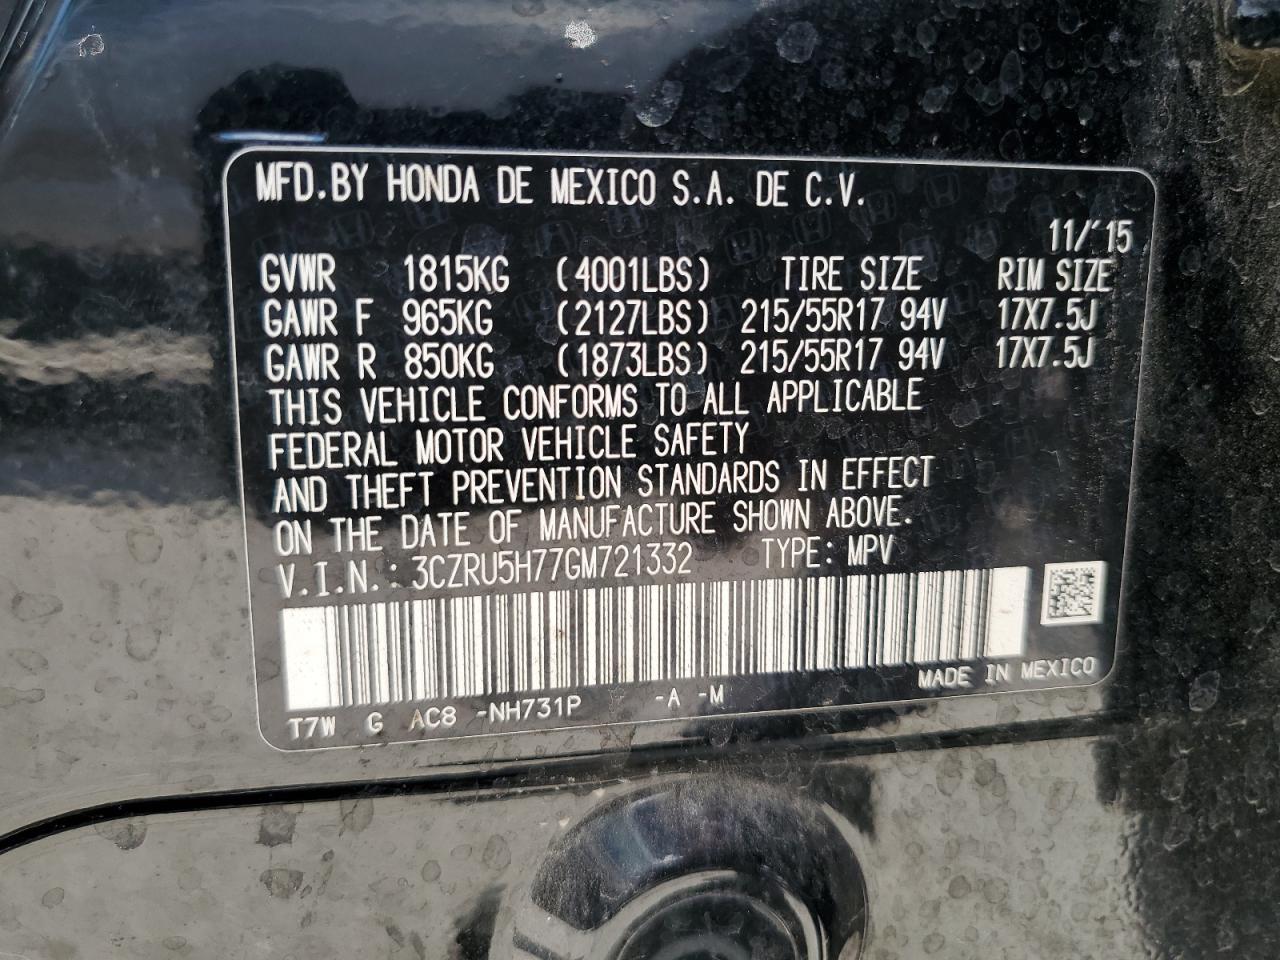 MFD.BY HONDA DE MEXICO S.A. DE C.V.
11/'15
GVWR 1815KG (4001LBS) TIRE SIZE RIM SIZE
GAWR F 965KG (2127LBS) 215/55R17 94V 17X7.5J
GAWR R 850KG (1873LBS) 215/55R17 94V 17X7.5J
THIS VEHICLE CONFORMS TO ALL APPLICABLE
FEDERAL MOTOR VEHICLE SAFETY
AND THEFT PREVENTION STANDARDS IN EFFECT
ON THE DATE OF MANUFACTURE SHOWN ABOVE.
V.I.N.: 3CZRU5H77GM721332 TYPE: MPV
MADE IN MEXICO
T7W G AC8 -NH731P -A -M